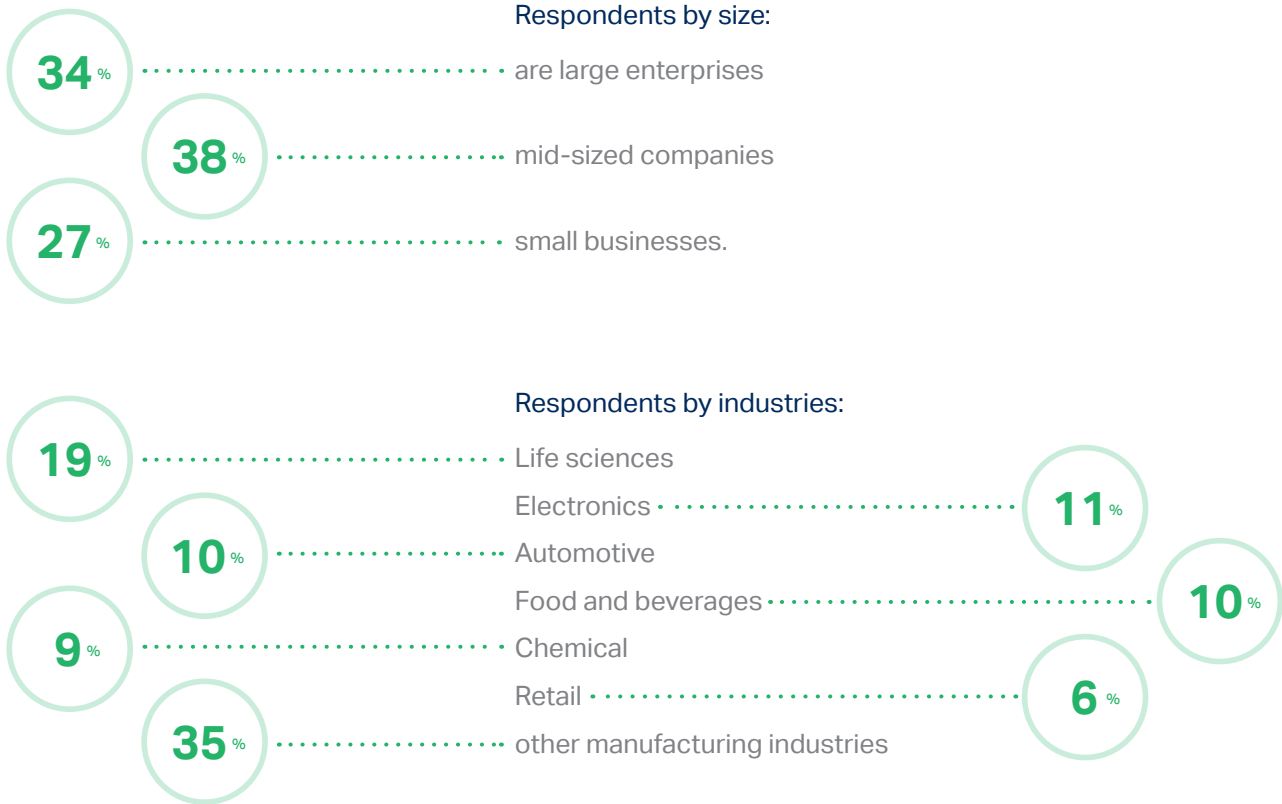 Respondents by size:
34 % are large enterprises
38 % mid-sized companies
27 % small businesses.
Respondents by industries:
19 % Life sciences
Electronics 11 %
10 % Automotive
Food and beverages 10 %
9 % Chemical
Retail 6 %
35 % other manufacturing industries